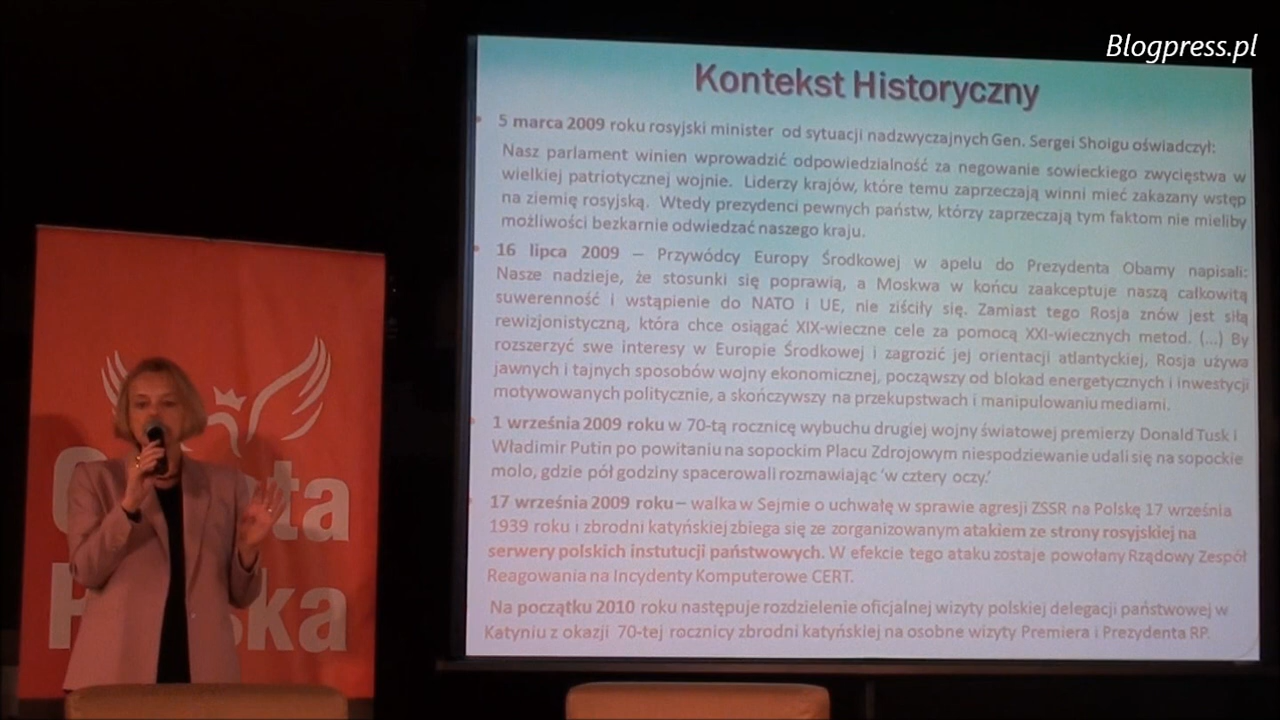 Blogpress.pl
Kontekst Historyczny
5 marca 2009 roku rosyjski minister od sytuacji nadzwyczajnych Gen. Sergei Shoigu oświadczył:
Nasz parlament winien wprowadzić odpowiedzialność za negowanie sowieckiego zwycięstwa w
wielkiej patriotycznej wojnie. Liderzy krajów, które temu zaprzeczają winni mieć zakazany wstęp
na ziemię rosyjską. Wtedy prezydenci pewnych państw, którzy zaprzeczają tym faktom nie mieliby
możliwości bezkarnie odwiedzać naszego kraju.
16 lipca 2009 – Przywódcy Europy Środkowej w apelu do Prezydenta Obamy napisali:
Nasze nadzieje, że stosunki się poprawią, a Moskwa w końcu zaakceptuje naszą całkowitą
suwerenność i wstąpienie do NATO i UE, nie ziściły się. Zamiast tego Rosja znów jest siłą
rewizjonistyczną, która chce osiągać XIX-wieczne cele za pomocą XXI-wiecznych metod. (...) By
rozszerzyć swe interesy w Europie Środkowej i zagrozić jej orientacji atlantyckiej, Rosja używa
jawnych i tajnych sposobów wojny ekonomicznej, począwszy od blokad energetycznych i inwestycji
motywowanych politycznie, a skończywszy na przekupstwach i manipulowaniu mediami.
1 września 2009 roku w 70-tą rocznicę wybuchu drugiej wojny światowej premierzy Donald Tusk i
Władimir Putin po powitaniu na sopockim Placu Zdrojowym niespodziewanie udali się na sopockie
molo, gdzie pół godziny spacerowali rozmawiając 'w cztery oczy.'
17 września 2009 roku – walka w Sejmie o uchwałę w sprawie agresji ZSSR na Polskę 17 września
1939 roku i zbrodni katyńskiej zbiega się ze zorganizowanym atakiem ze strony rosyjskiej na
serwery polskich instutucji państwowych. W efekcie tego ataku zostaje powołany Rządowy Zespół
Reagowania na Incydenty Komputerowe CERT.
Na początku 2010 roku następuje rozdzielenie oficjalnej wizyty polskiej delegacji państwowej w
Katyniu z okazji 70-tej rocznicy zbrodni katyńskiej na osobne wizyty Premiera i Prezydenta RP.